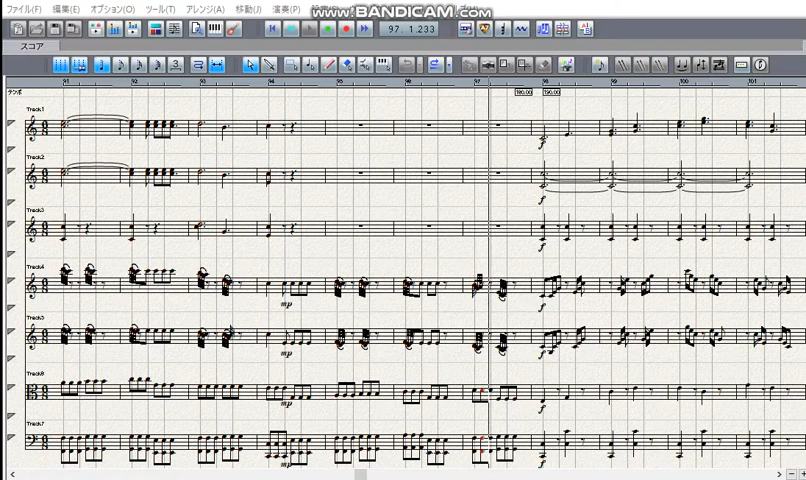 ファイル(F) 編集(E) オプション(O) ツール(T) アレンジ(A) 移動(J) 演奏(P)
www.BANDICAM.com
97. 1.233
スコア
91 92 93 94 95 96 97 98 99 100 101
テンポ 180.00 190.00
Track1
f
Track2
f
Track3
f
Track4
mp f
Track5
mp f
Track6
mp f
Track7
mp f